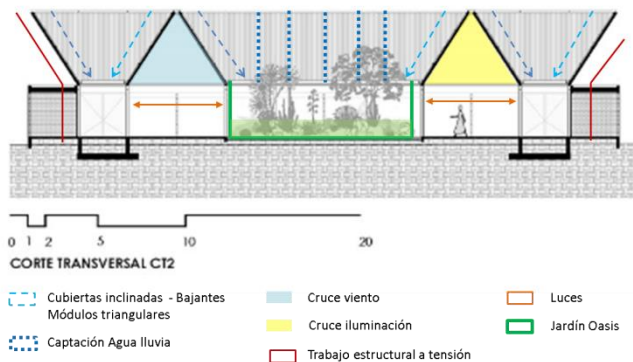 0 1 2 5 10 20
CORTE TRANSVERSAL CT2
Cubiertas inclinadas - Bajantes
Módulos triangulares
Captación Agua lluvia
Cruce viento
Cruce iluminación
Trabajo estructural a tensión
Luces
Jardín Oasis